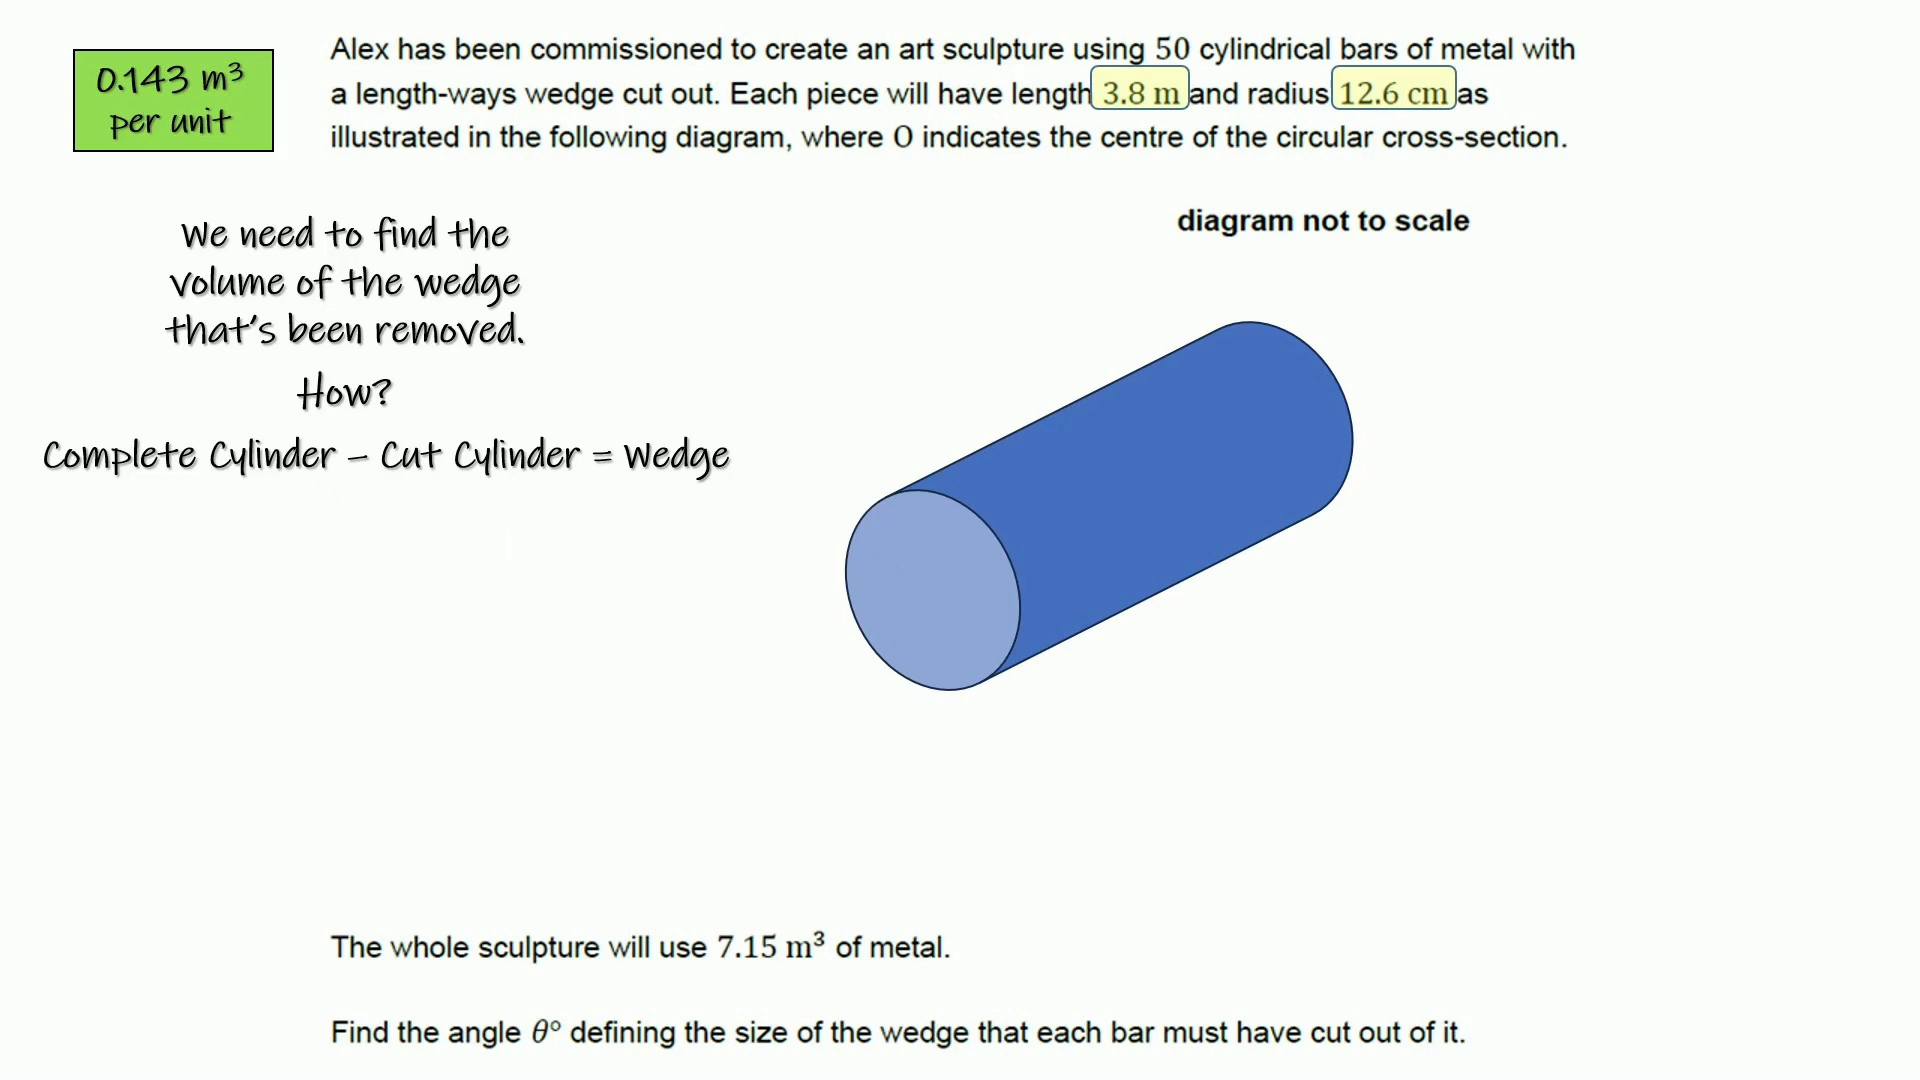 0.143 m³
per unit
Alex has been commissioned to create an art sculpture using 50 cylindrical bars of metal with
a length-ways wedge cut out. Each piece will have length 3.8 m and radius 12.6 cm as
illustrated in the following diagram, where O indicates the centre of the circular cross-section.
diagram not to scale
We need to find the
volume of the wedge
that's been removed.
How?
Complete Cylinder – Cut Cylinder = Wedge
The whole sculpture will use 7.15 m³ of metal.
Find the angle θ° defining the size of the wedge that each bar must have cut out of it.